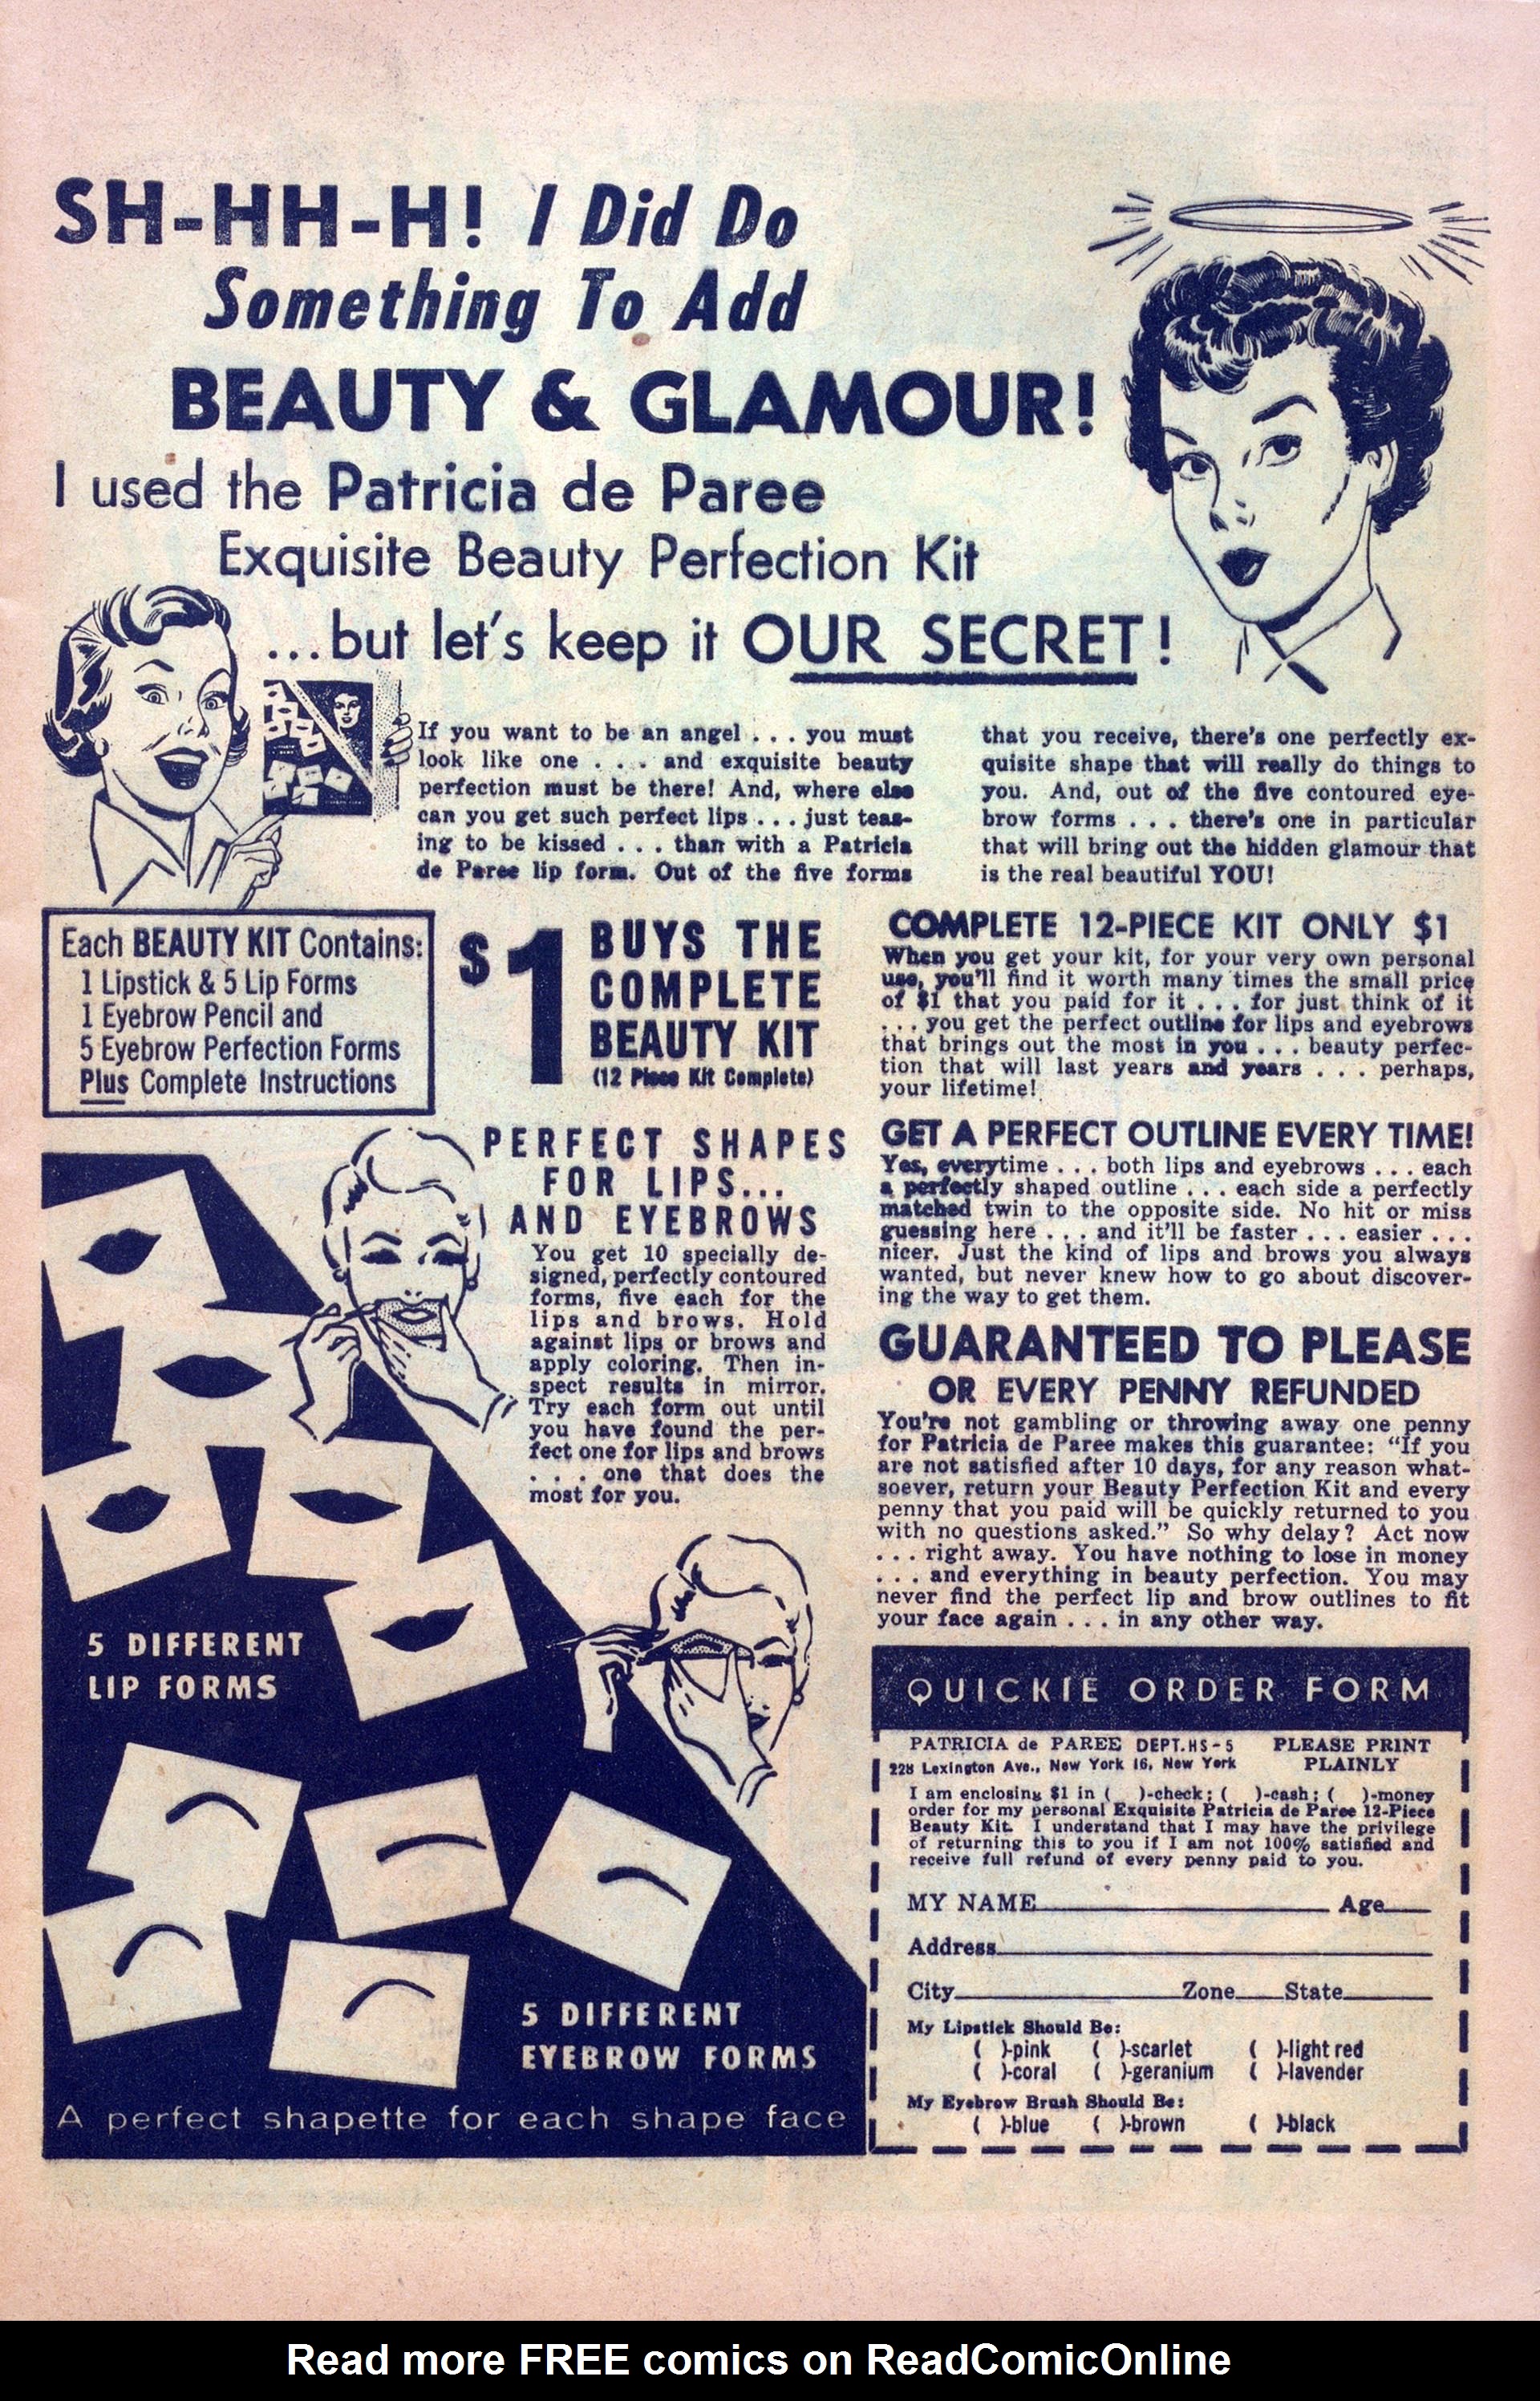 SH-HH-H! I Did Do
Something To Add
BEAUTY & GLAMOUR!
I used the Patricia de Paree
Exquisite Beauty Perfection Kit
...but let's keep it OUR SECRET!
If you want to be an angel . . . you must
look like one . . . and exquisite beauty
perfection must be there! And, where else
can you get such perfect lips . . . just teas-
ing to be kissed . . . than with a Patricia
de Paree lip form. Out of the five forms
that you receive, there's one perfectly ex-
quisite shape that will really do things to
you. And, out of the five contoured eye-
brow forms . . . there's one in particular
that will bring out the hidden glamour that
is the real beautiful YOU!
Each BEAUTY KIT Contains:
1 Lipstick & 5 Lip Forms
1 Eyebrow Pencil and
5 Eyebrow Perfection Forms
Plus Complete Instructions
$1 BUYS THE
COMPLETE
BEAUTY KIT
(12 Piece Kit Complete)
PERFECT SHAPES
FOR LIPS...
AND EYEBROWS
You get 10 specially de-
signed, perfectly contoured
forms, five each for the
lips and brows. Hold
against lips or brows and
apply coloring. Then in-
spect results in mirror.
Try each form out until
you have found the per-
fect one for lips and brows
. . . one that does the
most for you.
5 DIFFERENT
LIP FORMS
5 DIFFERENT
EYEBROW FORMS
A perfect shapette for each shape face
COMPLETE 12-PIECE KIT ONLY $1
When you get your kit, for your very own personal
use, you'll find it worth many times the small price
of $1 that you paid for it . . . for just think of it
. . . you get the perfect outline for lips and eyebrows
that brings out the most in you . . . beauty perfec-
tion that will last years and years . . . perhaps,
your lifetime!
GET A PERFECT OUTLINE EVERY TIME!
Yes, everytime . . . both lips and eyebrows . . . each
a perfectly shaped outline . . . each side a perfectly
matched twin to the opposite side. No hit or miss
guessing here . . . and it'll be faster . . . easier . . .
nicer. Just the kind of lips and brows you always
wanted, but never knew how to go about discover-
ing the way to get them.
GUARANTEED TO PLEASE
OR EVERY PENNY REFUNDED
You're not gambling or throwing away one penny
for Patricia de Paree makes this guarantee: "If you
are not satisfied after 10 days, for any reason what-
soever, return your Beauty Perfection Kit and every
penny that you paid will be quickly returned to you
with no questions asked." So why delay? Act now
. . . right away. You have nothing to lose in money
. . . and everything in beauty perfection. You may
never find the perfect lip and brow outlines to fit
your face again . . . in any other way.
QUICKIE ORDER FORM
PATRICIA de PAREE DEPT. HS-5 PLEASE PRINT
228 Lexington Ave., New York 16, New York PLAINLY
I am enclosing $1 in ( )-check; ( )-cash; ( )-money
order for my personal Exquisite Patricia de Paree 12-Piece
Beauty Kit. I understand that I may have the privilege
of returning this to you if I am not 100% satisfied and
receive full refund of every penny paid to you.
MY NAME Age
Address
City Zone State
My Lipstick Should Be:
( )-pink ( )-scarlet ( )-light red
( )-coral ( )-geranium ( )-lavender
My Eyebrow Brush Should Be:
( )-blue ( )-brown ( )-black
Read more FREE comics on ReadComicOnline